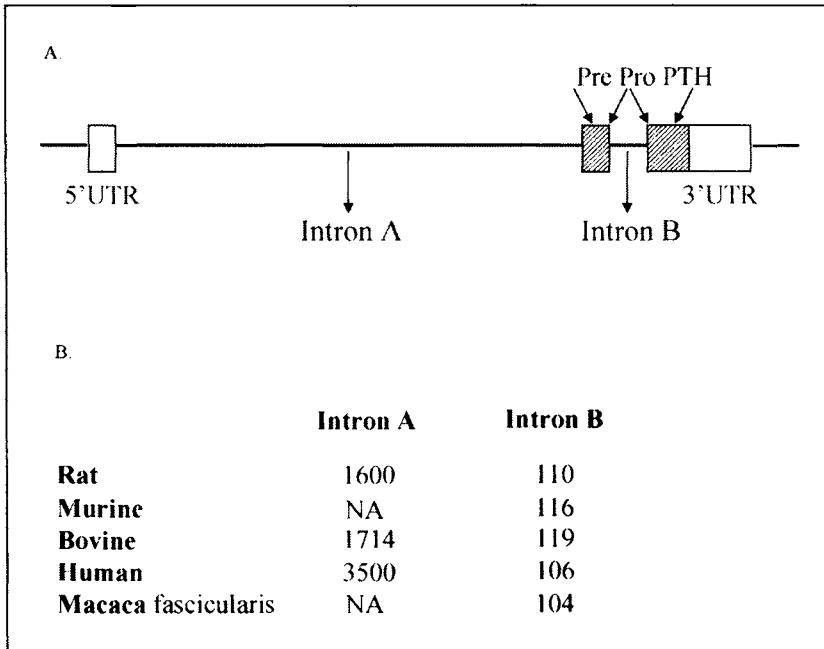 A.
Pre Pro PTH
5'UTR
3'UTR
Intron A
Intron B
B.
Intron A Intron B
Rat 1600 110
Murine NA 116
Bovine 1714 119
Human 3500 106
Macaca fascicularis NA 104